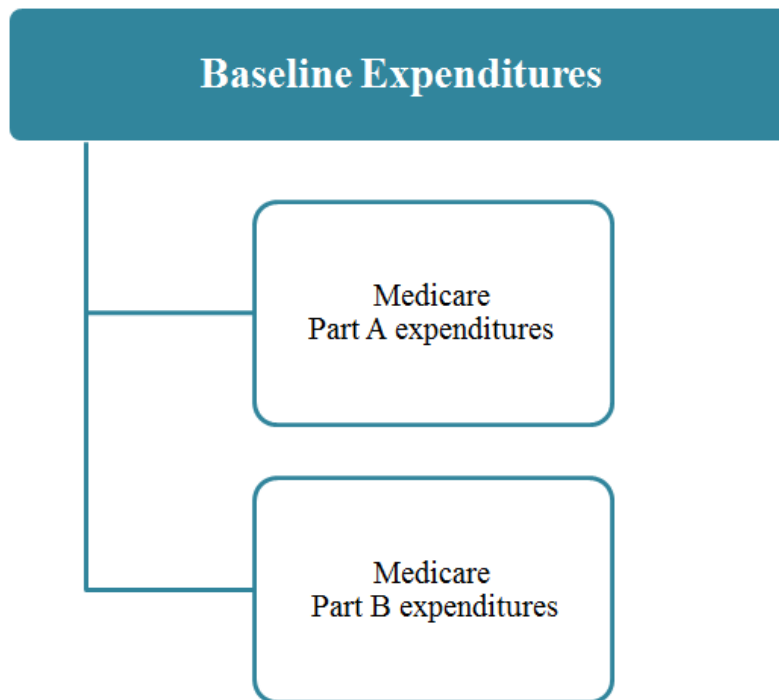 Baseline Expenditures
Medicare
Part A expenditures
Medicare
Part B expenditures